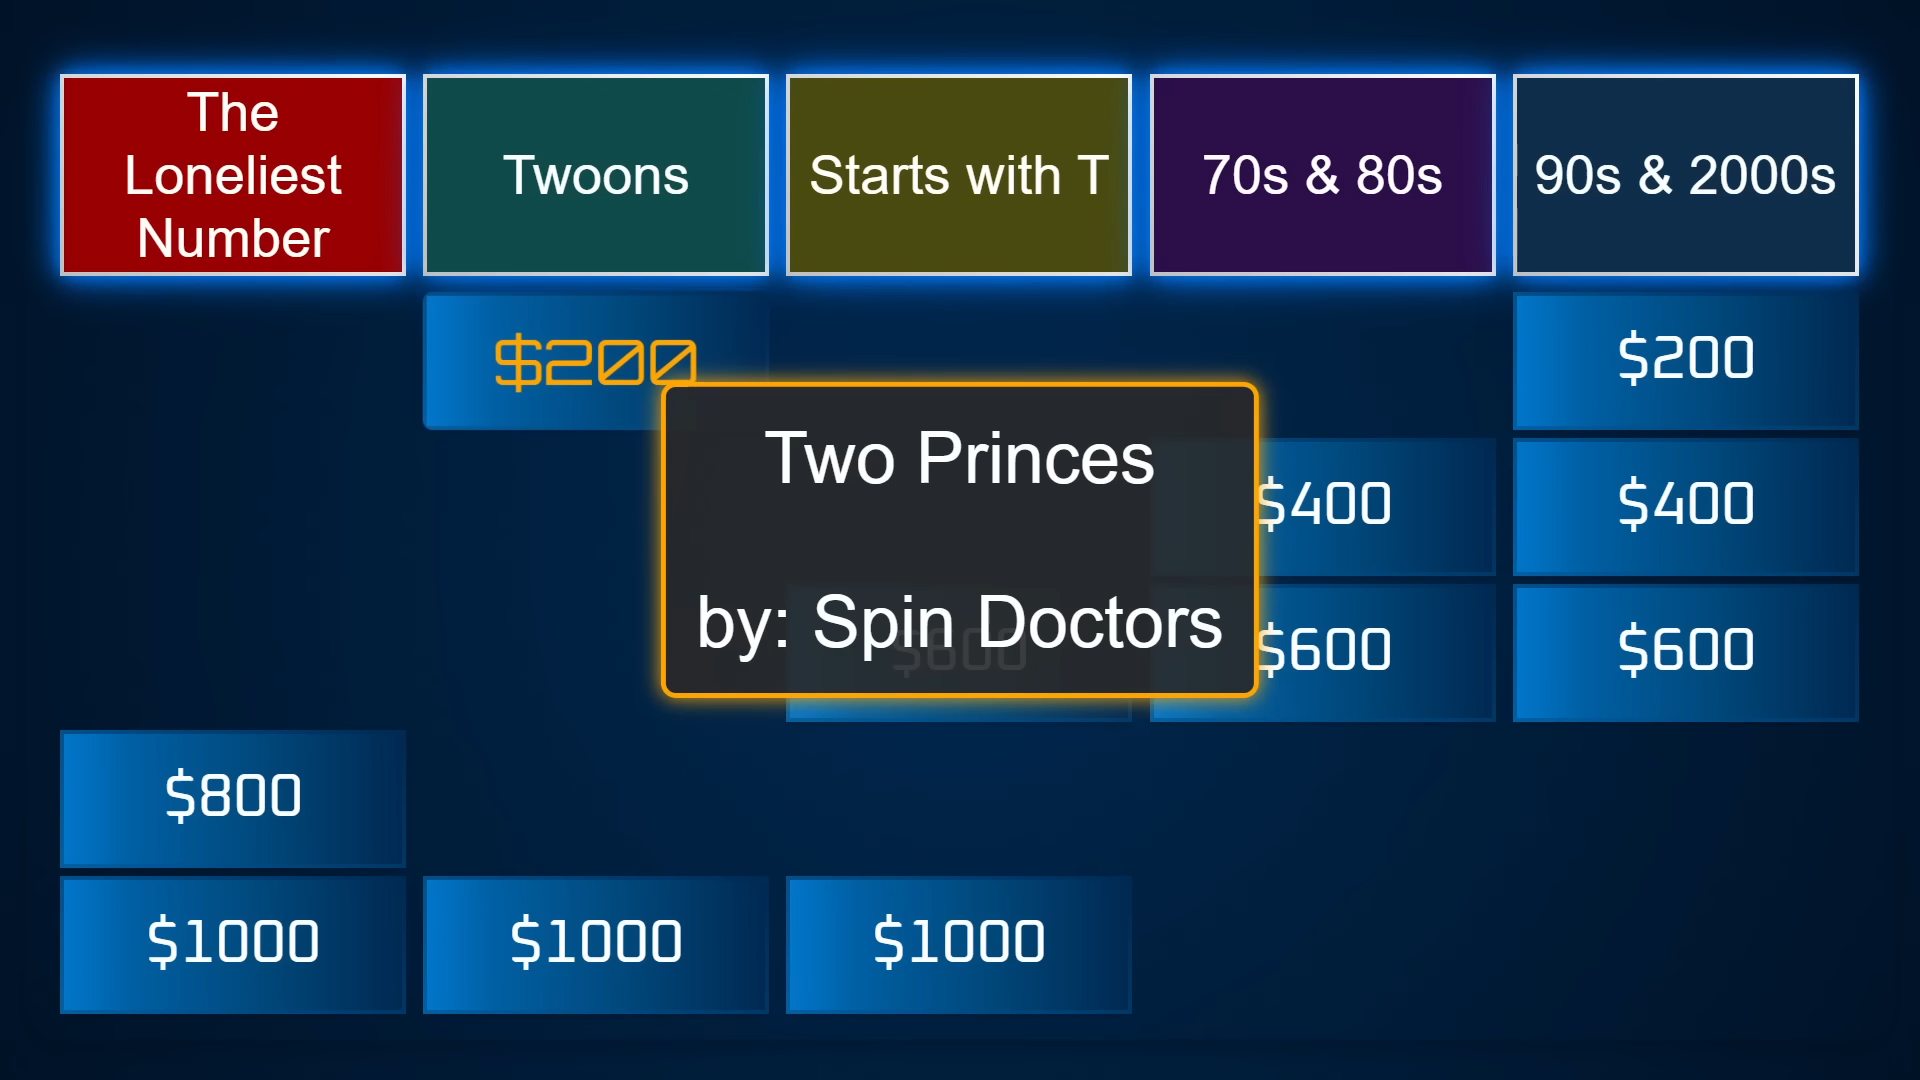 The
Loneliest
Number
Twoons
Starts with T
70s & 80s
90s & 2000s
$200
$200
Two Princes
by: Spin Doctors
$400
$400
$600
$600
$600
$800
$1000
$1000
$1000